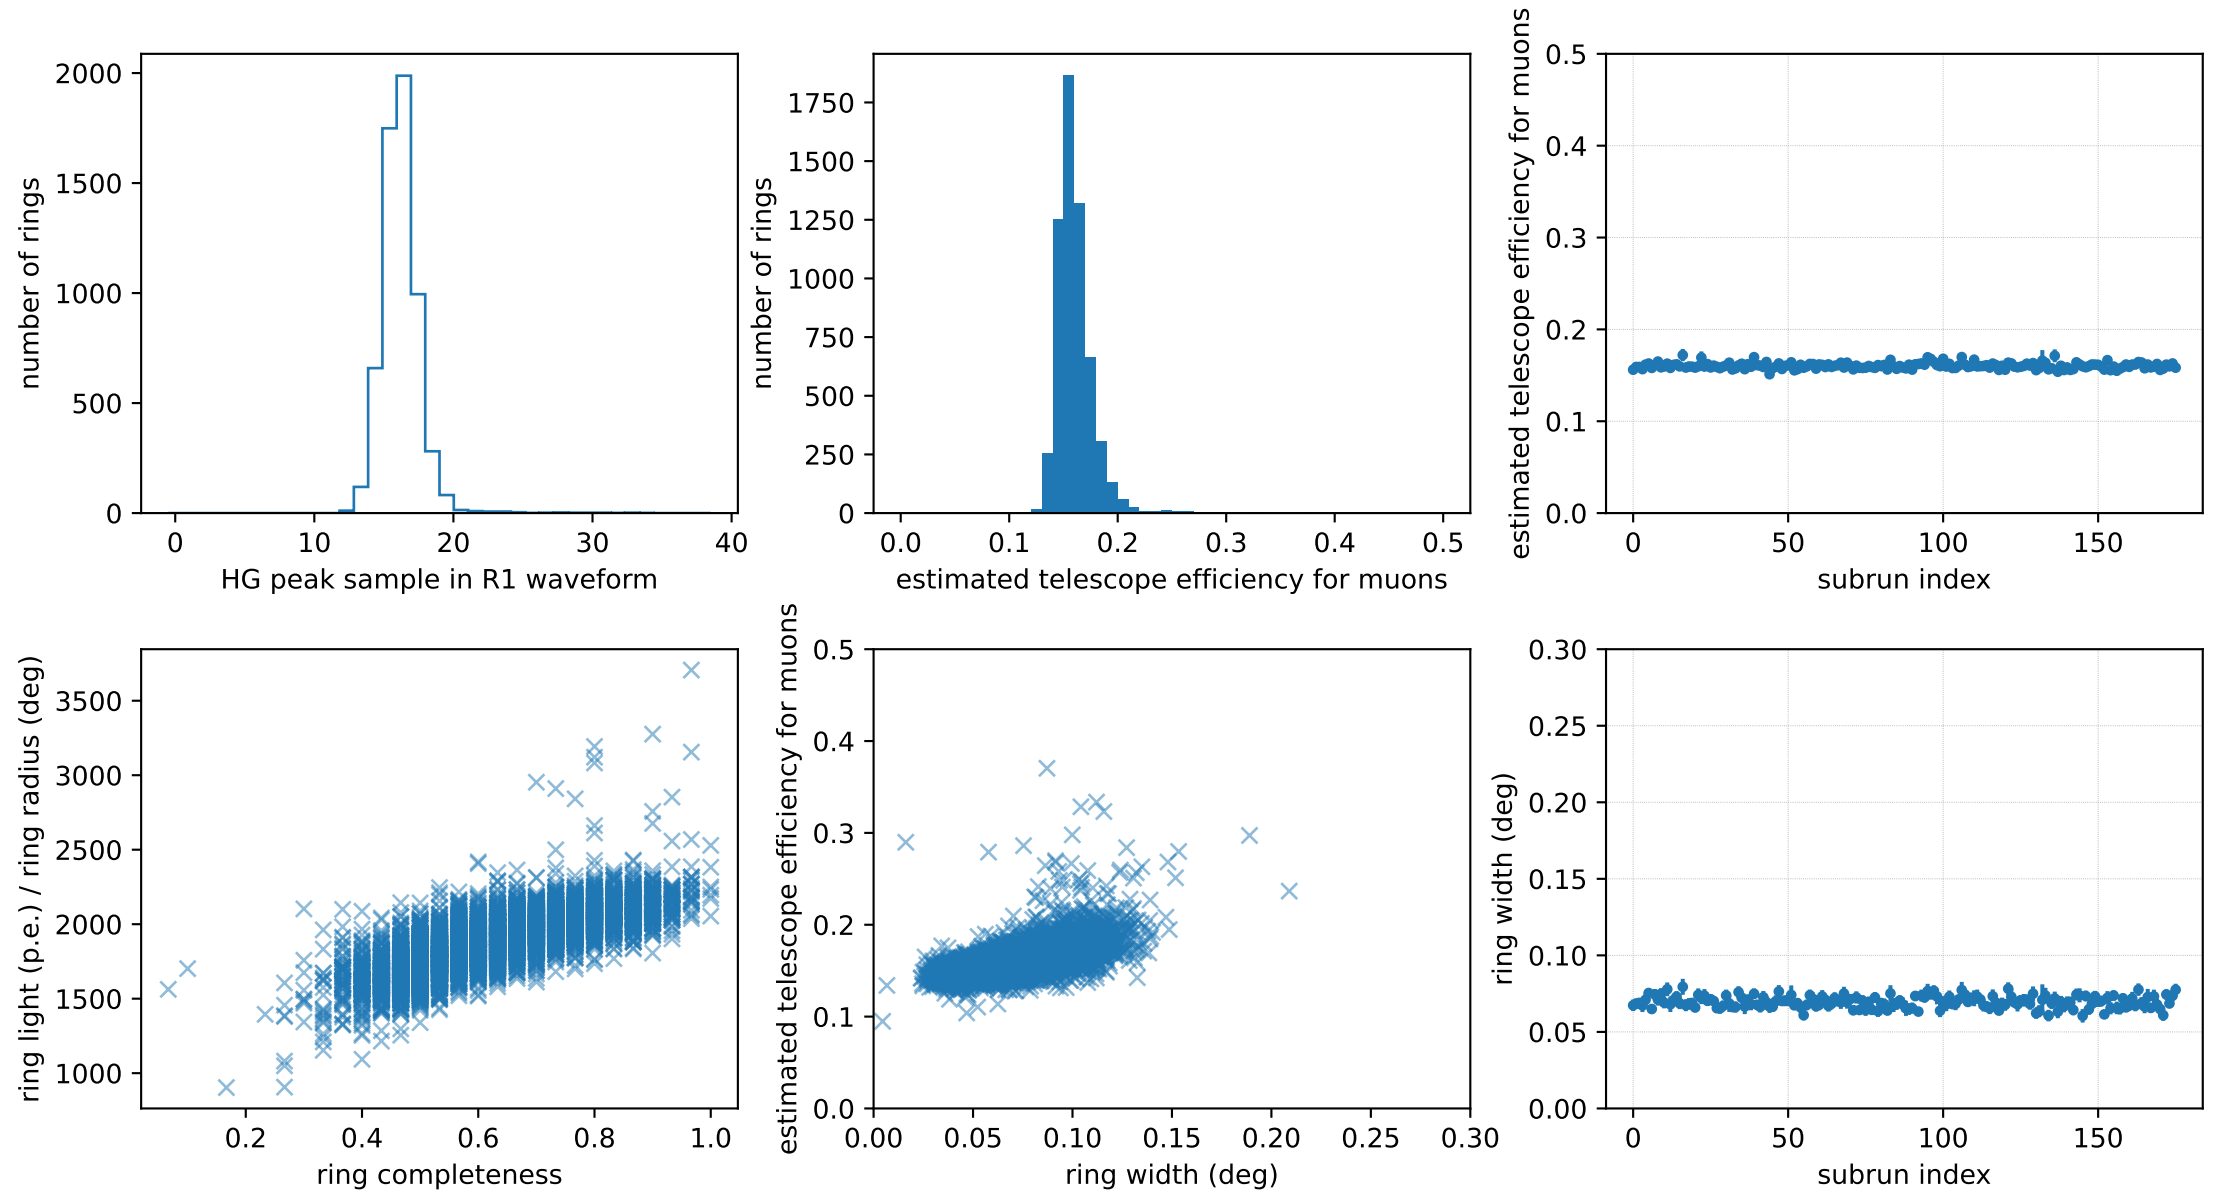 2000
1500
1000
500
0
number of rings
0 10 20 30 40
HG peak sample in R1 waveform
1750
1500
1250
1000
750
500
250
0
number of rings
0.0 0.1 0.2 0.3 0.4 0.5
estimated telescope efficiency for muons
0.5
0.4
0.3
0.2
0.1
0.0
estimated telescope efficiency for muons
0 50 100 150
subrun index
3500
3000
2500
2000
1500
1000
ring light (p.e.) / ring radius (deg)
0.2 0.4 0.6 0.8 1.0
ring completeness
0.5
0.4
0.3
0.2
0.1
0.0
estimated telescope efficiency for muons
0.00 0.05 0.10 0.15 0.20 0.25 0.30
ring width (deg)
0.30
0.25
0.20
0.15
0.10
0.05
0.00
ring width (deg)
0 50 100 150
subrun index